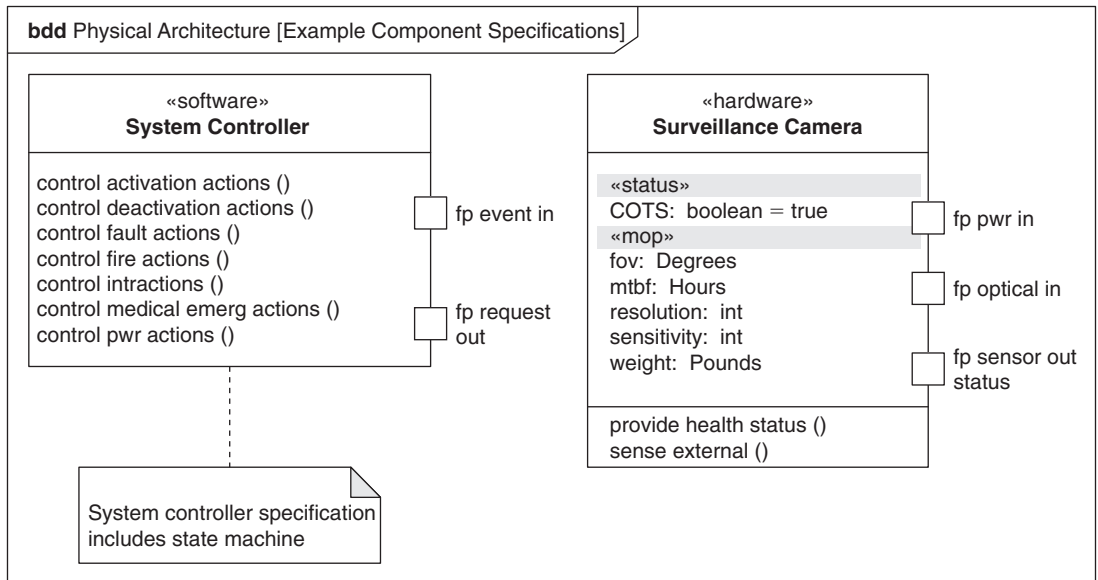 bdd Physical Architecture [Example Component Specifications]
«software»
System Controller
control activation actions ()
control deactivation actions ()
control fault actions ()
control fire actions ()
control intractions ()
control medical emerg actions ()
control pwr actions ()
fp event in
fp request
out
System controller specification
includes state machine
«hardware»
Surveillance Camera
«status»
COTS: boolean = true
«mop»
fov: Degrees
mtbf: Hours
resolution: int
sensitivity: int
weight: Pounds
provide health status ()
sense external ()
fp pwr in
fp optical in
fp sensor out
status